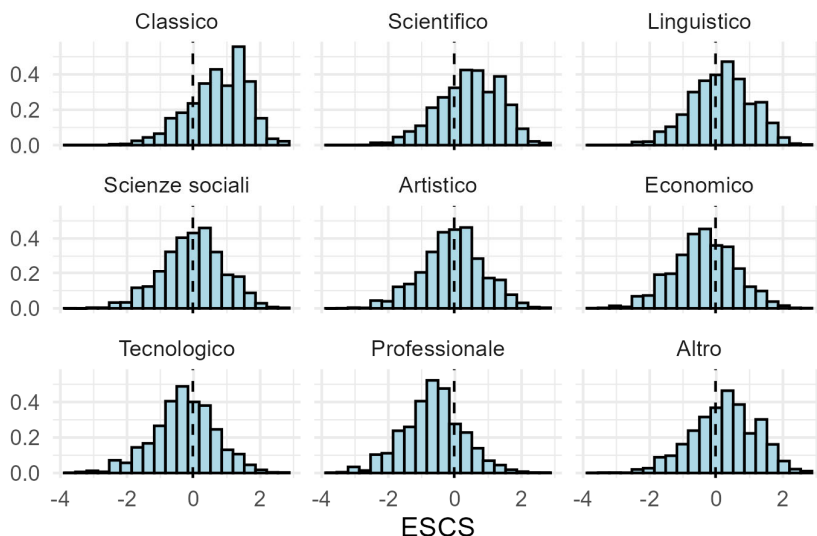 Classico Scientifico Linguistico
0.4
0.2
0.0
Scienze sociali Artistico Economico
0.4
0.2
0.0
Tecnologico Professionale Altro
0.4
0.2
0.0
-4 -2 0 2 -4 -2 0 2 -4 -2 0 2
ESCS